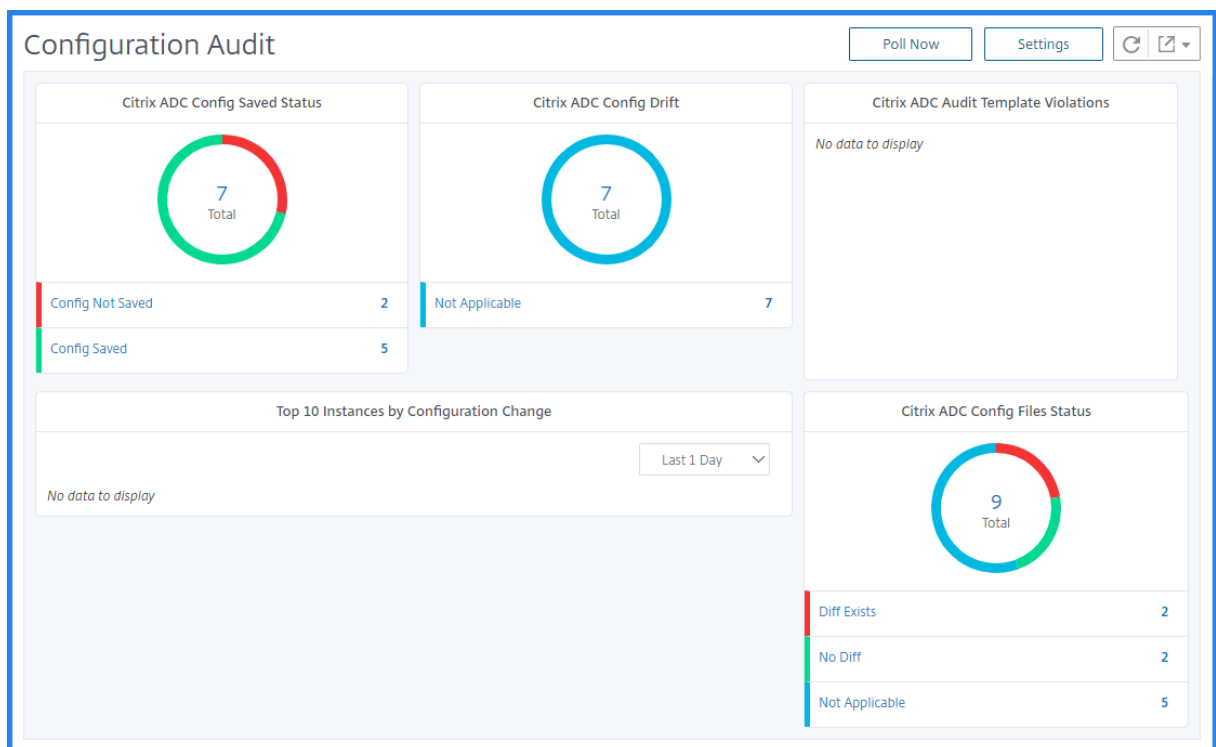 Configuration Audit
Poll Now
Settings
Citrix ADC Config Saved Status
7
Total
Config Not Saved 2
Config Saved 5
Citrix ADC Config Drift
7
Total
Not Applicable 7
Citrix ADC Audit Template Violations
No data to display
Top 10 Instances by Configuration Change
Last 1 Day
No data to display
Citrix ADC Config Files Status
9
Total
Diff Exists 2
No Diff 2
Not Applicable 5